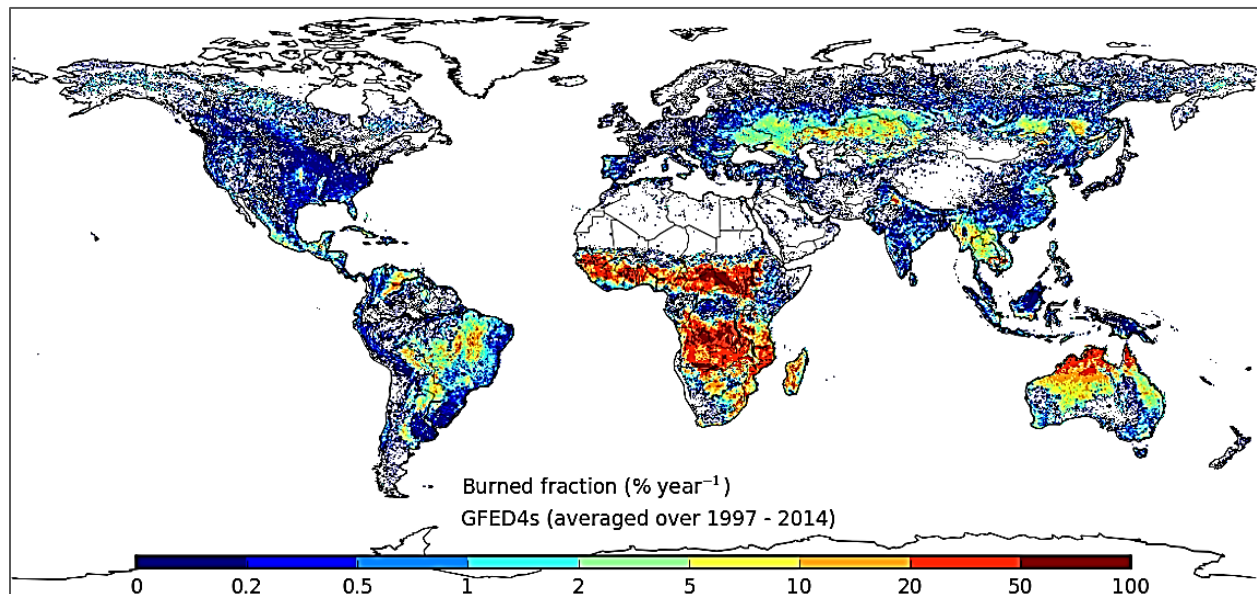 Burned fraction (% year⁻¹)
GFED4s (averaged over 1997 - 2014)
0 0.2 0.5 1 2 5 10 20 50 100